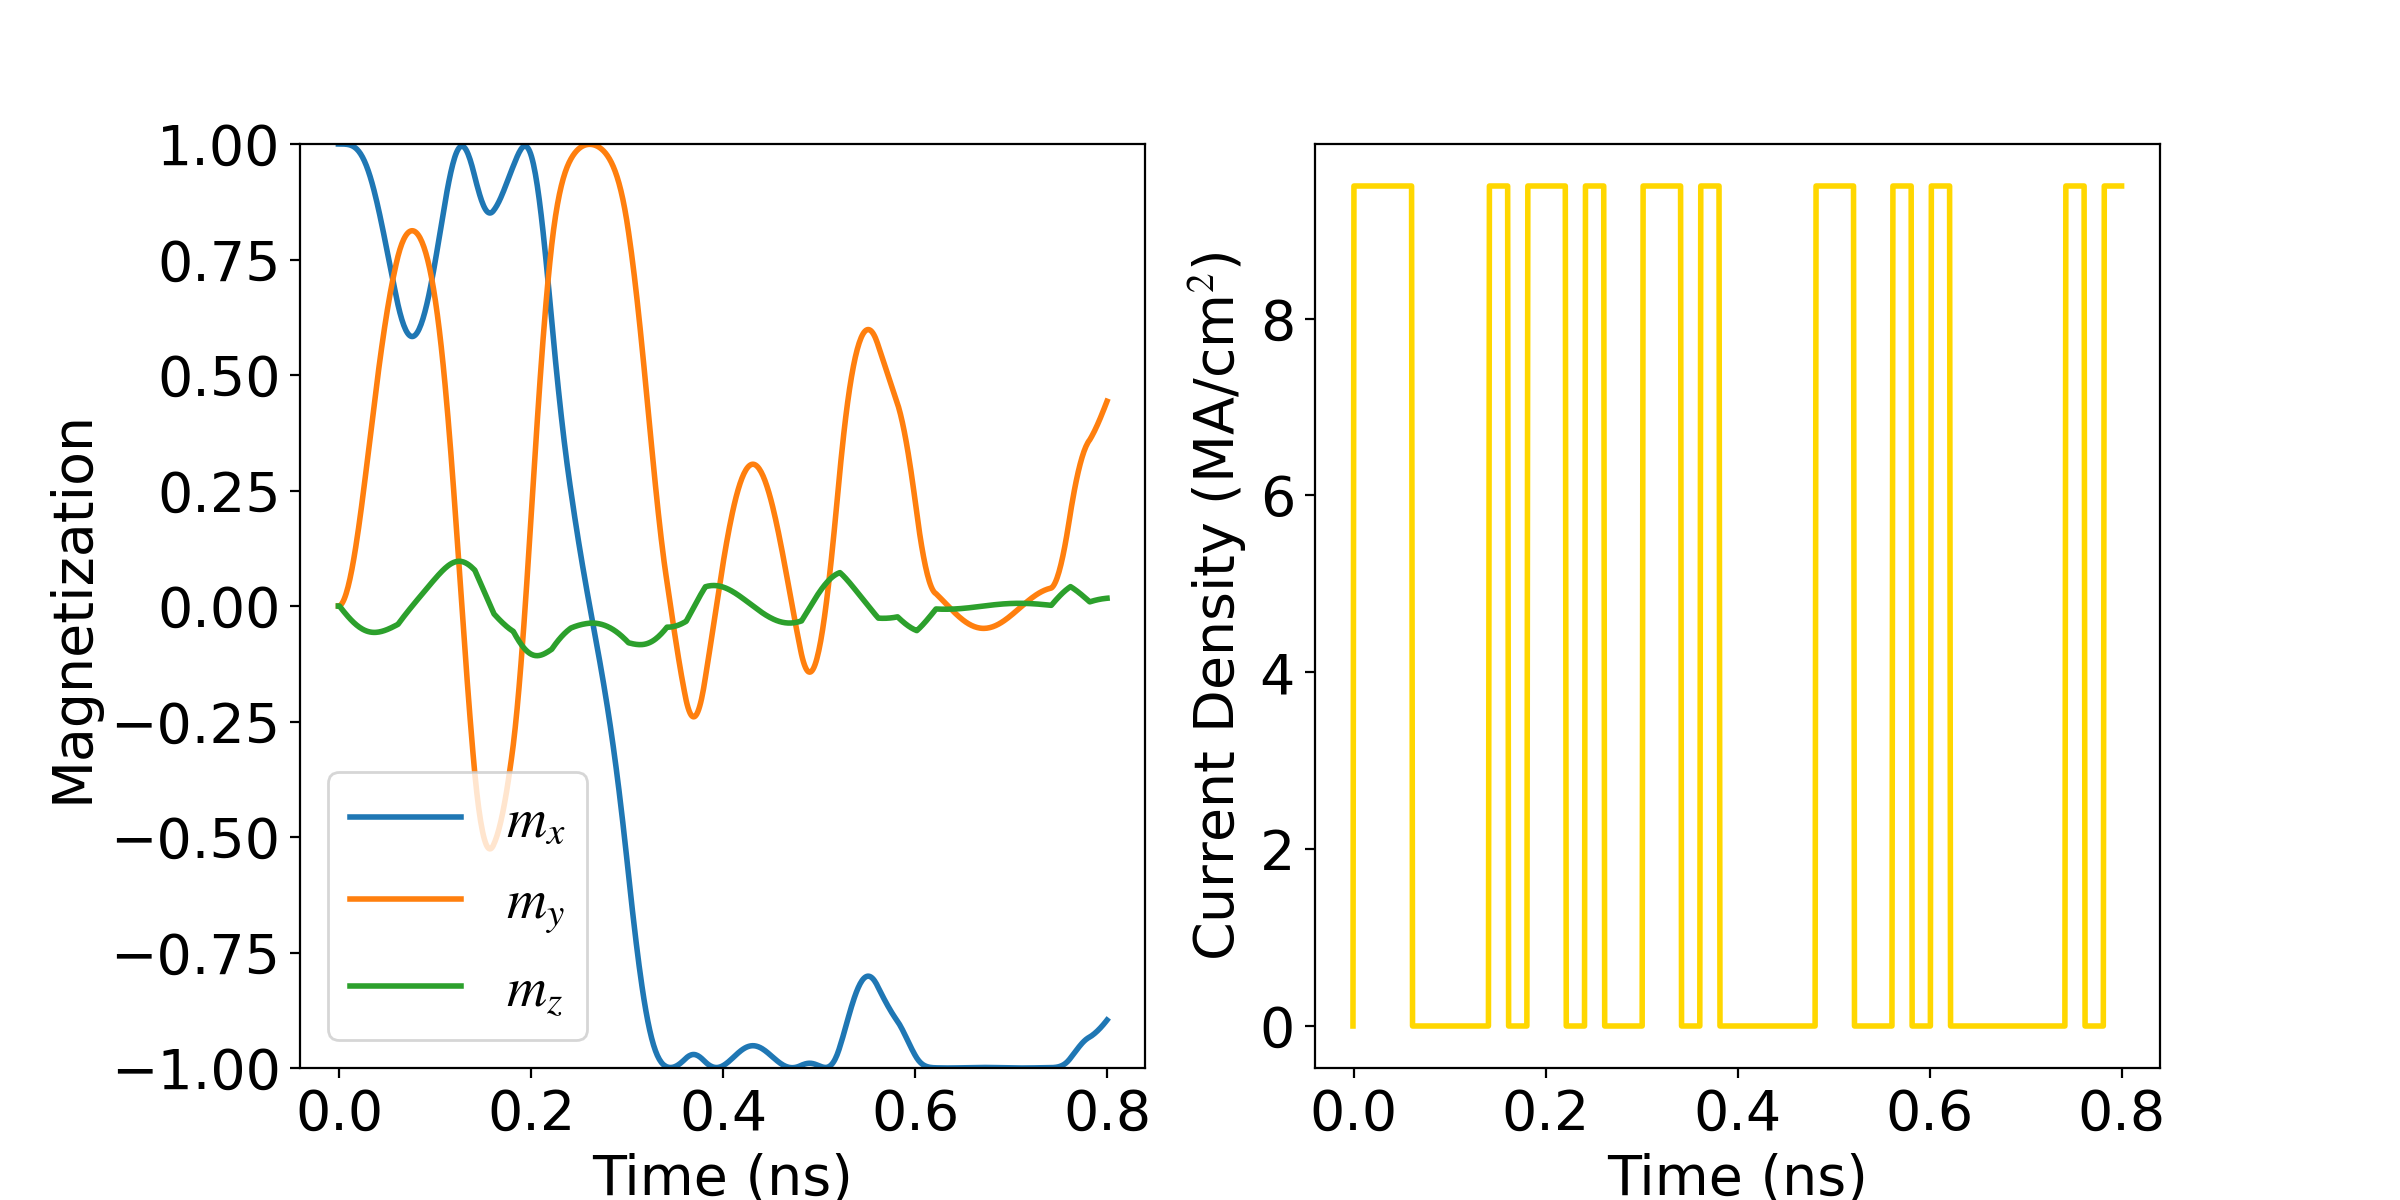 Magnetization
1.00
0.75
0.50
0.25
0.00
−0.25
−0.50
−0.75
−1.00
m_x
m_y
m_z
0.0 0.2 0.4 0.6 0.8
Time (ns)
Current Density (MA/cm²)
8
6
4
2
0
0.0 0.2 0.4 0.6 0.8
Time (ns)